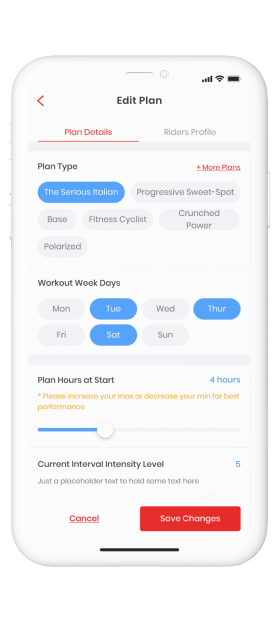 Edit Plan
Plan Details
Riders Profile
Plan Type
+ More Plans
The Serious Italian
Progressive Sweet-Spot
Base
Fitness Cyclist
Crunched
Power
Polarized
Workout Week Days
Mon
Tue
Wed
Thur
Fri
Sat
Sun
Plan Hours at Start
4 hours
* Please increase your max or decrease your min for best
performance
Current Interval Intensity Level
5
Just a placeholder text to hold some text here
Cancel
Save Changes